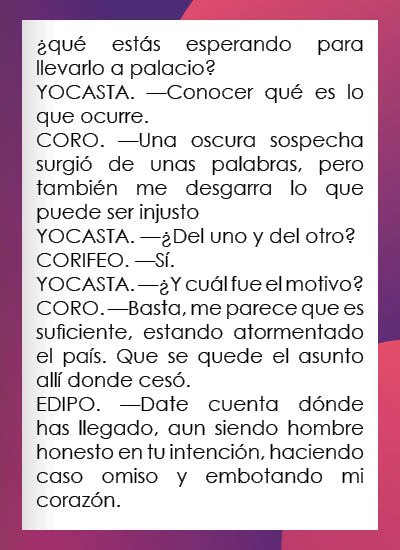 ¿qué estás esperando para
llevarlo a palacio?
YOCASTA. —Conocer qué es lo
que ocurre.
CORO. —Una oscura sospecha
surgió de unas palabras, pero
también me desgarra lo que
puede ser injusto
YOCASTA. —¿Del uno y del otro?
CORIFEO. —Sí.
YOCASTA. —¿Y cuál fue el motivo?
CORO. —Basta, me parece que es
suficiente, estando atormentado
el país. Que se quede el asunto
allí donde cesó.
EDIPO. —Date cuenta dónde
has llegado, aun siendo hombre
honesto en tu intención, haciendo
caso omiso y embotando mi
corazón.